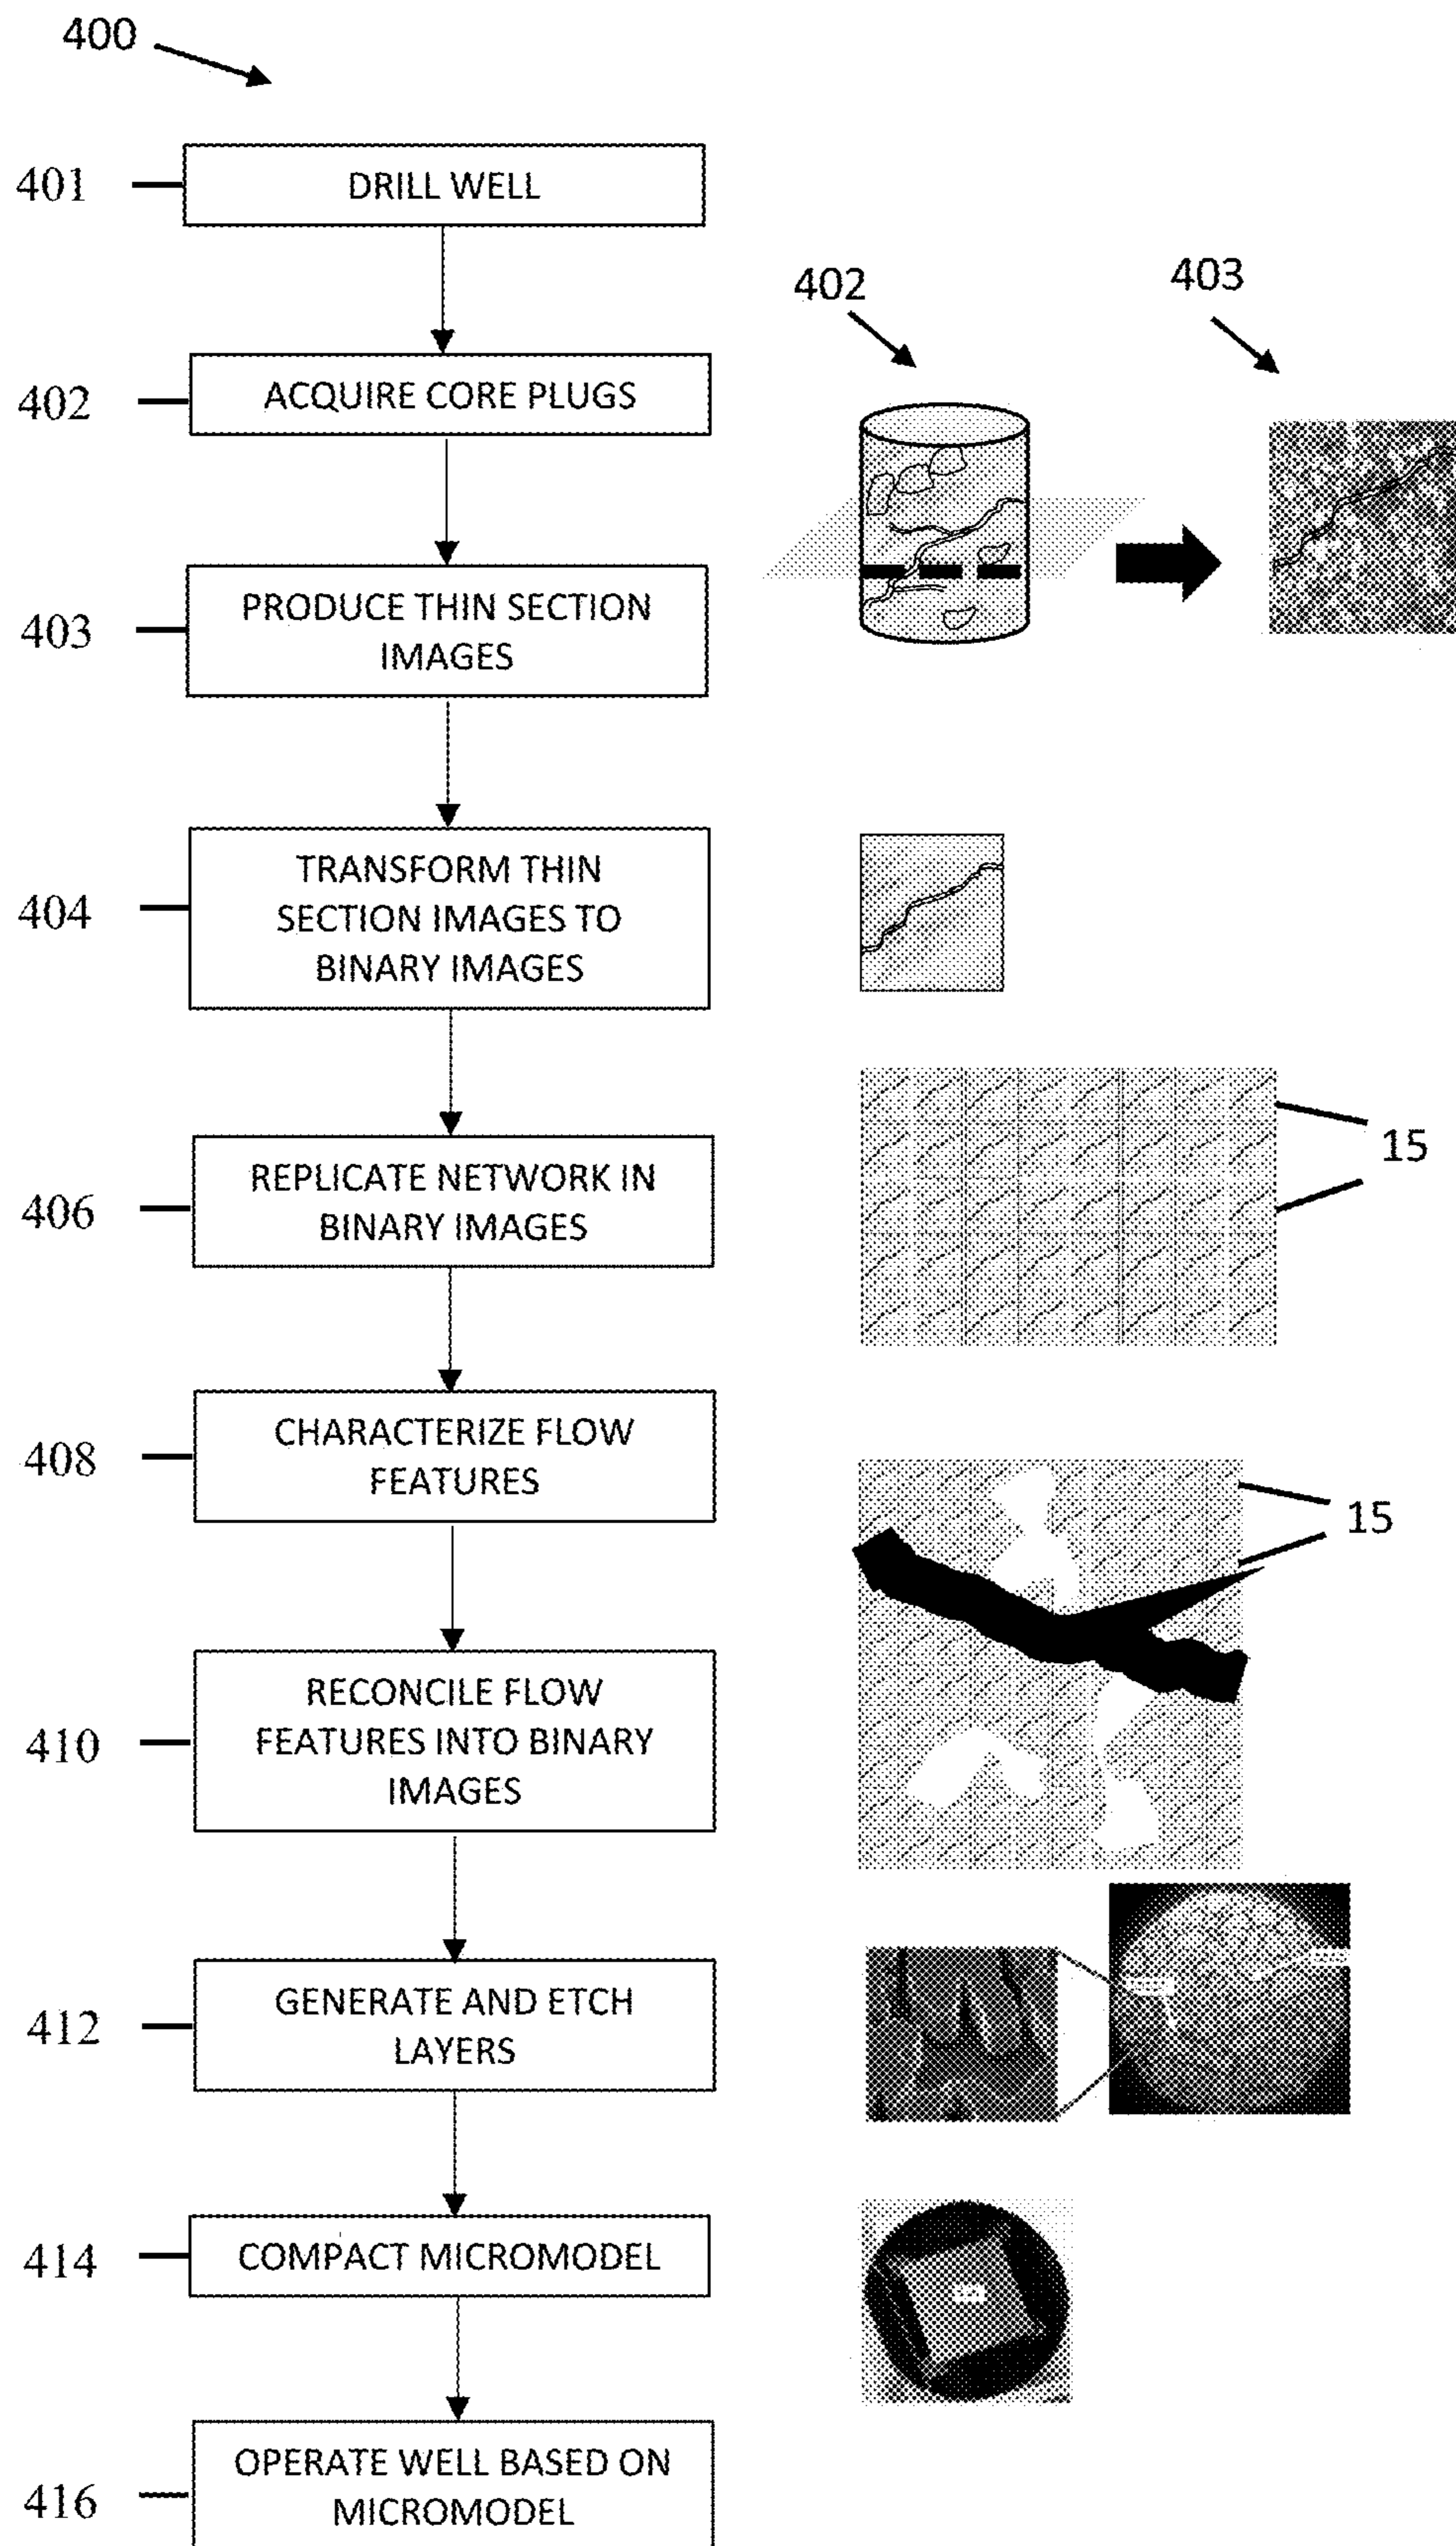 400
401
DRILL WELL
402
403
402
ACQUIRE CORE PLUGS
403
PRODUCE THIN SECTION
IMAGES
404
TRANSFORM THIN
SECTION IMAGES TO
BINARY IMAGES
15
406
REPLICATE NETWORK IN
BINARY IMAGES
408
CHARACTERIZE FLOW
FEATURES
15
410
RECONCILE FLOW
FEATURES INTO BINARY
IMAGES
412
GENERATE AND ETCH
LAYERS
414
COMPACT MICROMODEL
416
OPERATE WELL BASED ON
MICROMODEL